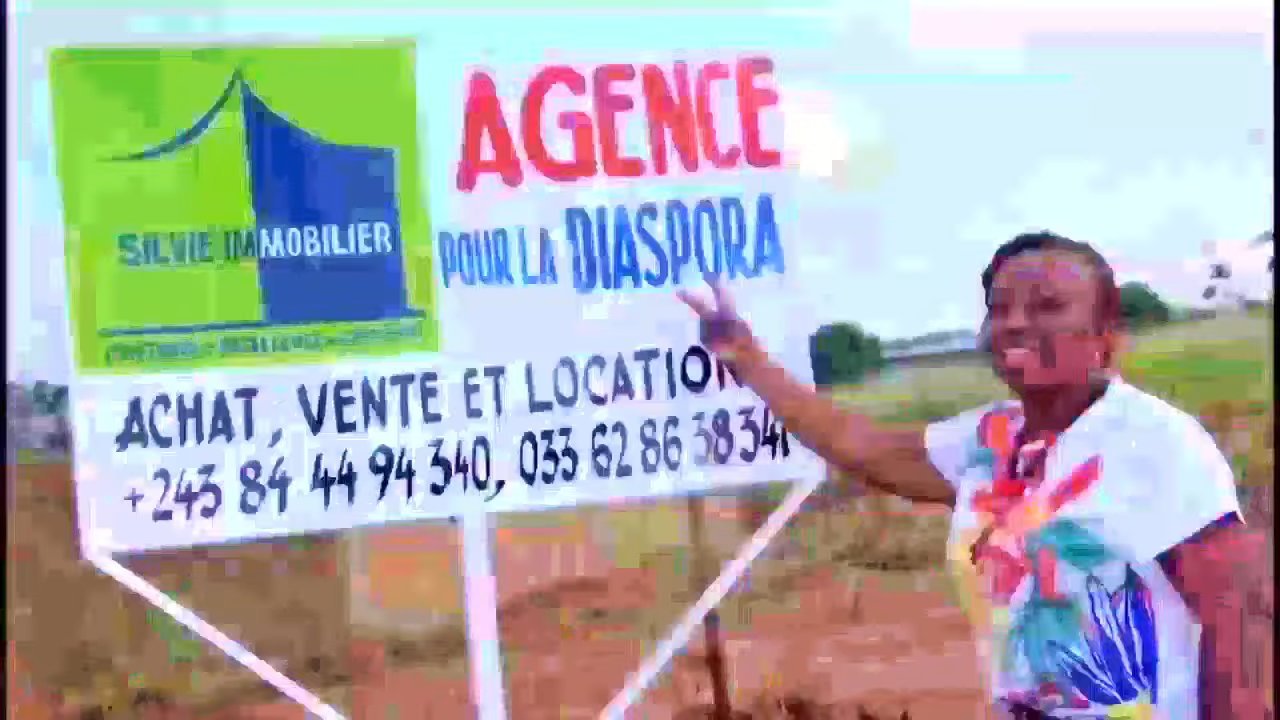 SILVIE IMMOBILIER
AGENCE
POUR LA DIASPORA
ACHAT, VENTE ET LOCATION
+243 84 44 94 340, 033 62 86 38 341